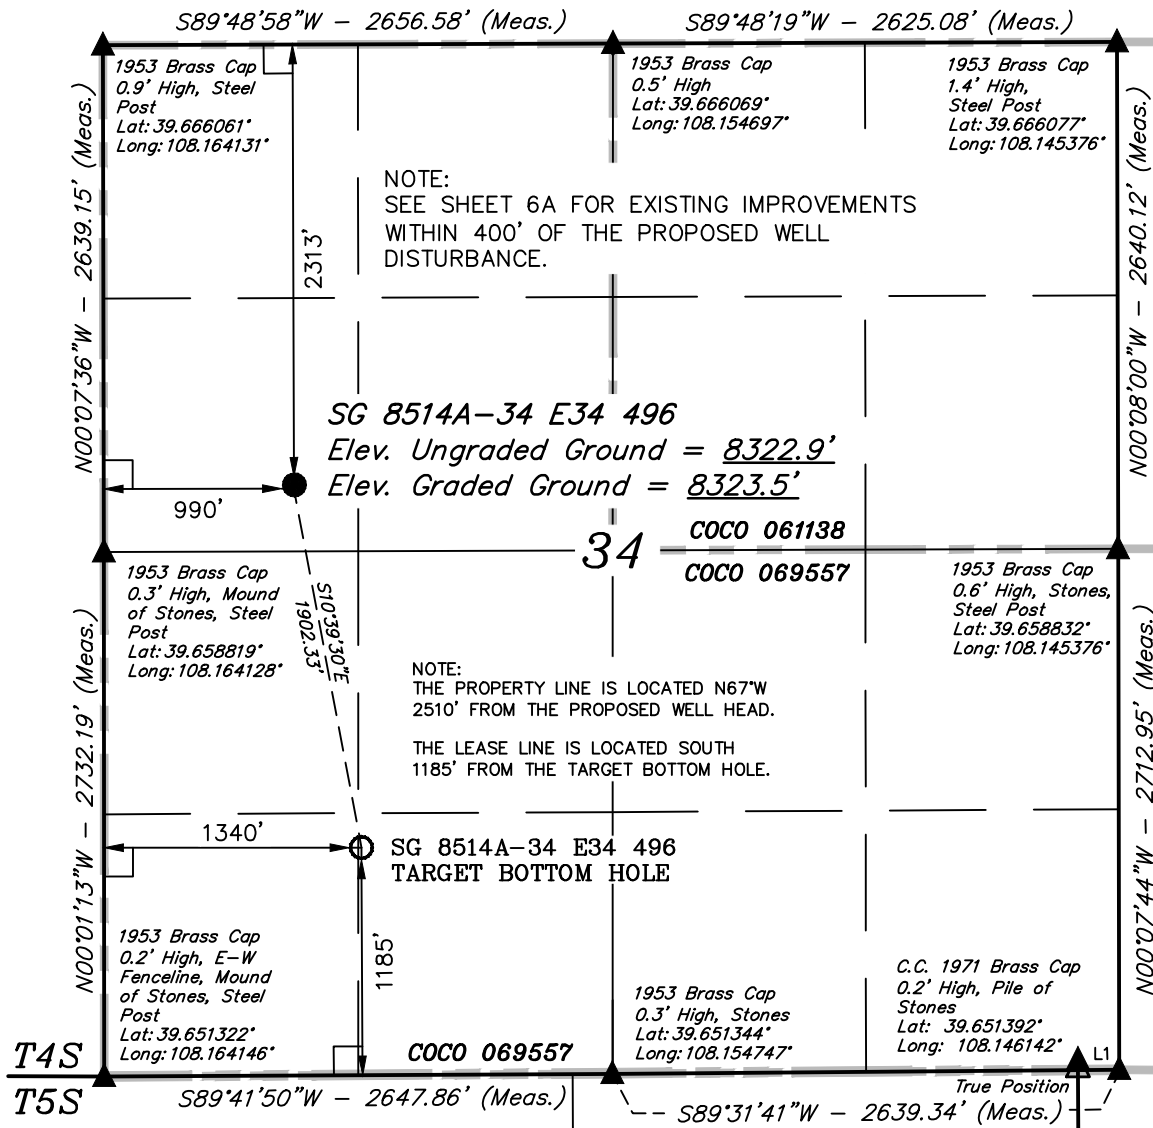 S89°48'58"W - 2656.58' (Meas.)
S89°48'19"W - 2625.08' (Meas.)
1953 Brass Cap
0.9' High, Steel
Post
Lat: 39.666061°
Long: 108.164131°
1953 Brass Cap
0.5' High
Lat: 39.666069°
Long: 108.154697°
1953 Brass Cap
1.4' High,
Steel Post
Lat: 39.666077°
Long: 108.145376°
N00°07'36"W - 2639.15' (Meas.)
N00°08'00"W - 2640.12' (Meas.)
NOTE:
SEE SHEET 6A FOR EXISTING IMPROVEMENTS
WITHIN 400' OF THE PROPOSED WELL
DISTURBANCE.
2313'
SG 8514A-34 E34 496
Elev. Ungraded Ground = 8322.9'
Elev. Graded Ground = 8323.5'
990'
COCO 061138
34
COCO 069557
1953 Brass Cap
0.3' High, Mound
of Stones, Steel
Post
Lat: 39.658819°
Long: 108.164128°
S10°39'30"E
1902.33'
1953 Brass Cap
0.6' High, Stones,
Steel Post
Lat: 39.658832°
Long: 108.145376°
NOTE:
THE PROPERTY LINE IS LOCATED N67°W
2510' FROM THE PROPOSED WELL HEAD.
THE LEASE LINE IS LOCATED SOUTH
1185' FROM THE TARGET BOTTOM HOLE.
N00°01'13"W - 2732.19' (Meas.)
N00°07'44"W - 2712.95' (Meas.)
1340'
SG 8514A-34 E34 496
TARGET BOTTOM HOLE
1185'
1953 Brass Cap
0.2' High, E-W
Fenceline, Mound
of Stones, Steel
Post
Lat: 39.651322°
Long: 108.164146°
1953 Brass Cap
0.3' High, Stones
Lat: 39.651344°
Long: 108.154747°
C.C. 1971 Brass Cap
0.2' High, Pile of
Stones
Lat: 39.651392°
Long: 108.146142°
L1
T4S
COCO 069557
T5S
True Position
S89°41'50"W - 2647.86' (Meas.)
S89°31'41"W - 2639.34' (Meas.)